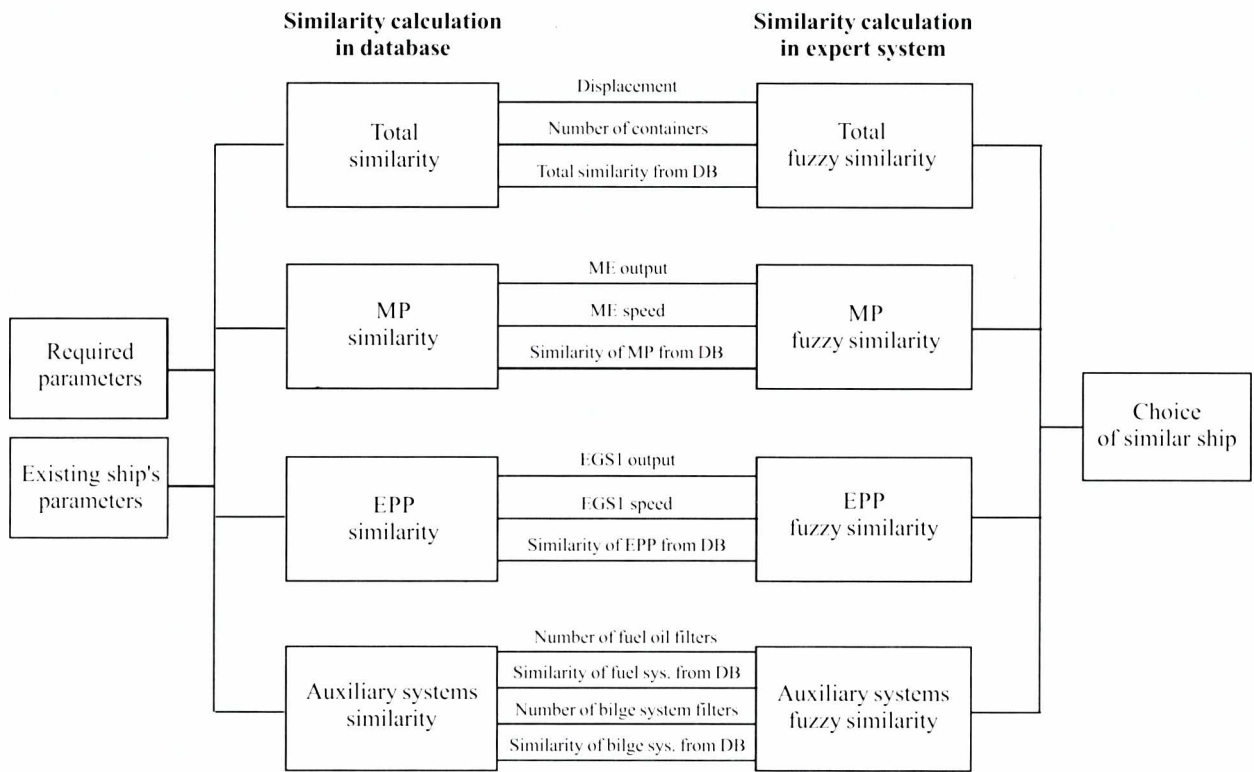 Similarity calculation
in database
Similarity calculation
in expert system
Required
parameters
Existing ship's
parameters
Total
similarity
Displacement
Number of containers
Total similarity from DB
Total
fuzzy similarity
MP
similarity
ME output
ME speed
Similarity of MP from DB
MP
fuzzy similarity
EPP
similarity
EGS1 output
EGS1 speed
Similarity of EPP from DB
EPP
fuzzy similarity
Auxiliary systems
similarity
Number of fuel oil filters
Similarity of fuel sys. from DB
Number of bilge system filters
Similarity of bilge sys. from DB
Auxiliary systems
fuzzy similarity
Choice
of similar ship